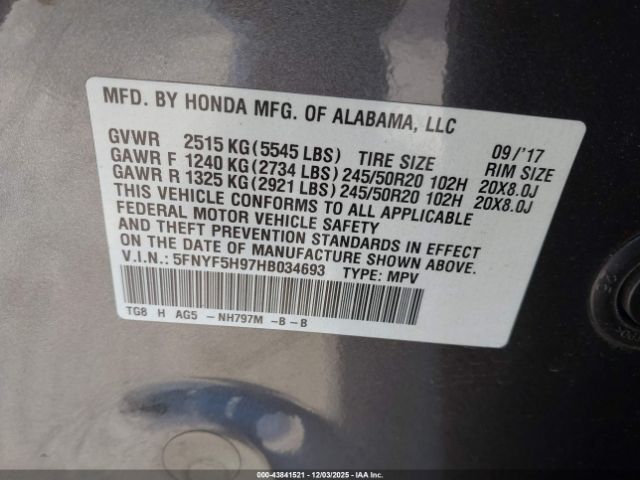 MFD. BY HONDA MFG. OF ALABAMA, LLC
09/'17
GVWR 2515 KG(5545 LBS) TIRE SIZE RIM SIZE
GAWR F 1240 KG(2734 LBS) 245/50R20 102H 20X8.0J
GAWR R 1325 KG(2921 LBS) 245/50R20 102H 20X8.0J
THIS VEHICLE CONFORMS TO ALL APPLICABLE
FEDERAL MOTOR VEHICLE SAFETY
AND THEFT PREVENTION STANDARDS IN EFFECT
ON THE DATE OF MANUFACTURE SHOWN ABOVE.
V.I.N.: 5FNYF5H97HB034693 TYPE: MPV
TG8 H AG5 -NH797M -B-B
000-43841521 - 12/03/2025 - IAAI Inc.